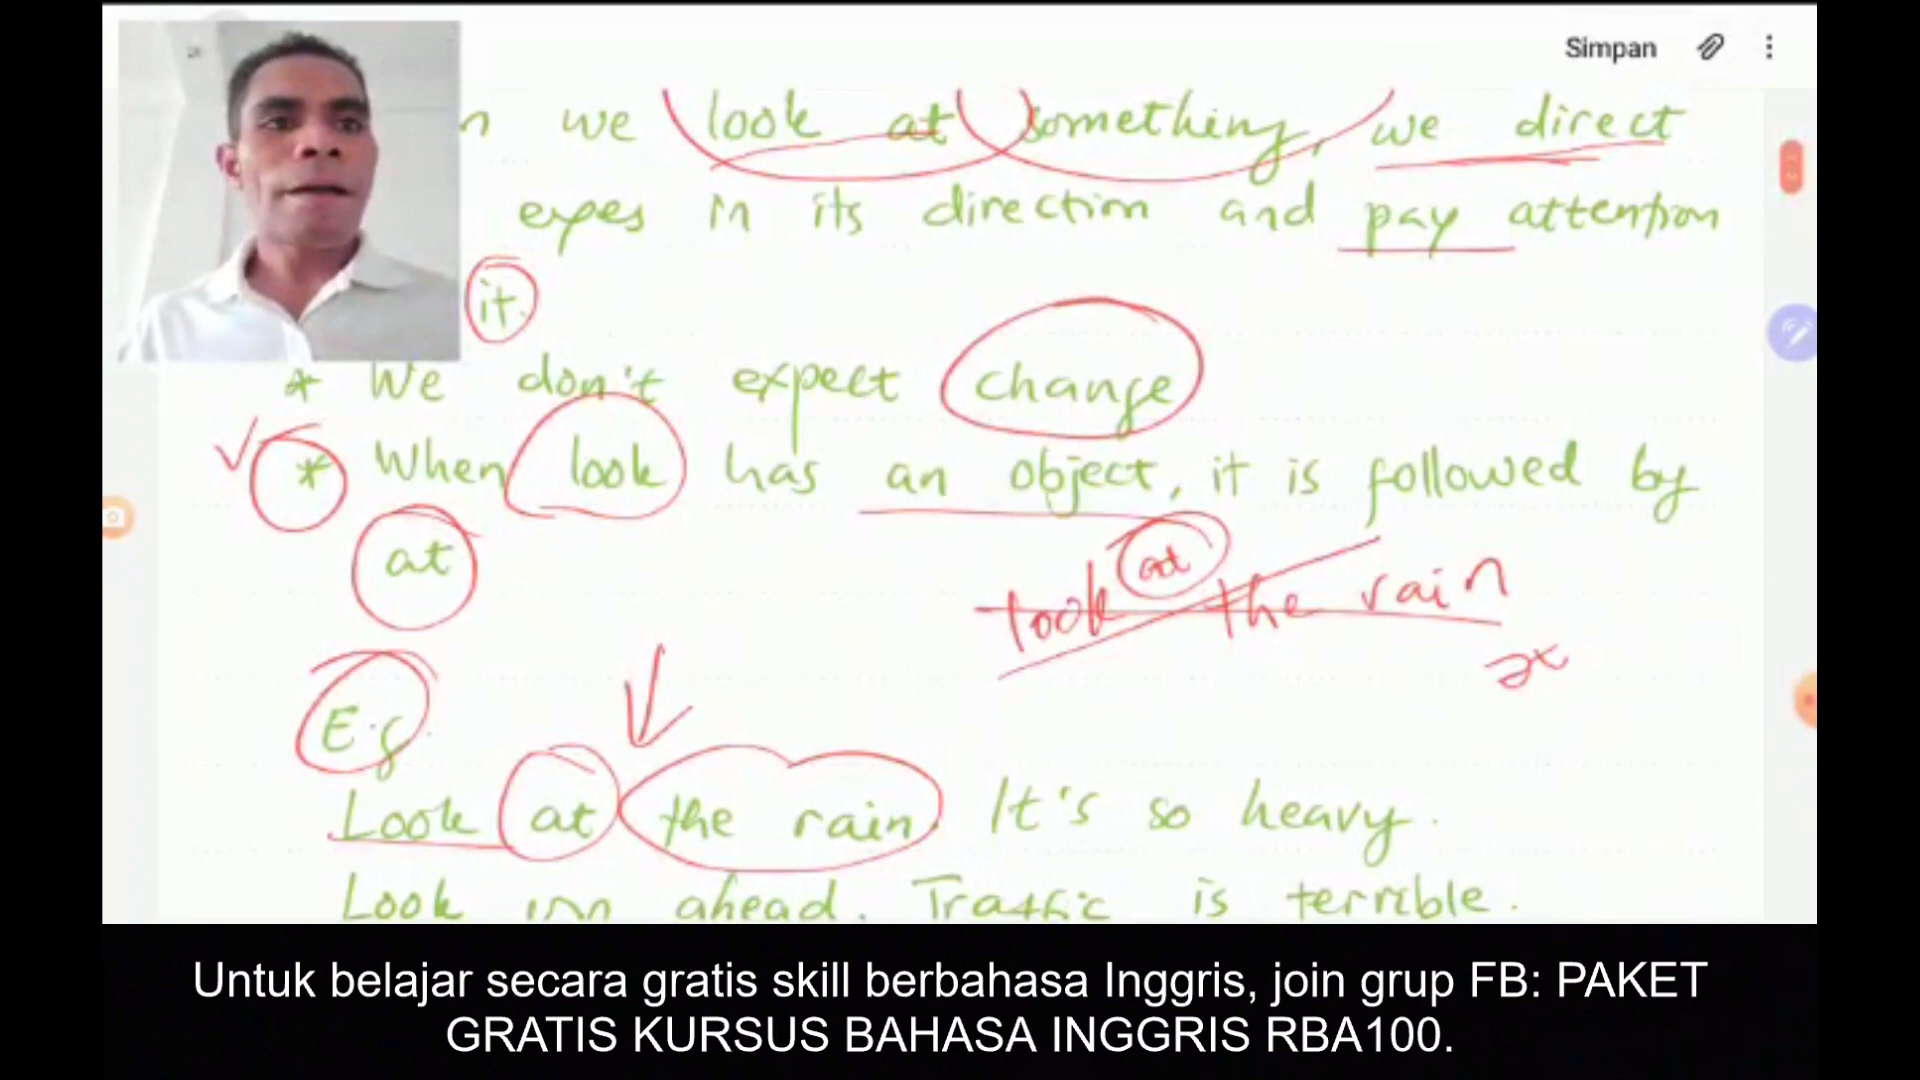 Simpan
we look at something, we direct
expes in its direction and pay attention
it.
* We don't expect change
* When look has an object, it is followed by
at
look at the rain
E.g.
Look at the rain. It's so heavy.
Look ahead. Traffic is terrible.
Untuk belajar secara gratis skill berbahasa Inggris, join grup FB: PAKET
GRATIS KURSUS BAHASA INGGRIS RBA100.